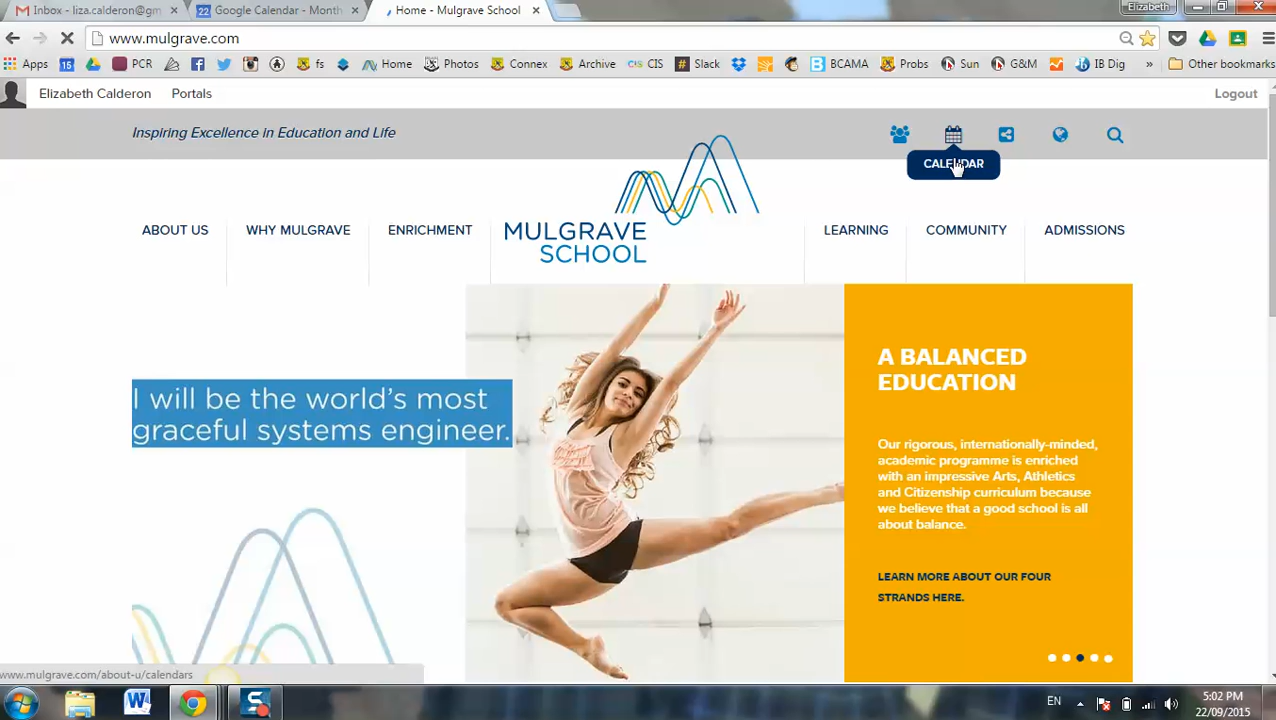 Inbox - liza.calderon@gm
22 Google Calendar - Month
Home - Mulgrave School
Elizabeth
www.mulgrave.com
Apps
15
PCR
fs
Home
Photos
Connex
Archive
CIS
Slack
BCAMA
Probs
Sun
G&M
IB Dig
»
Other bookmarks
Elizabeth Calderon
Portals
Logout
Inspiring Excellence in Education and Life
CALENDAR
ABOUT US
WHY MULGRAVE
ENRICHMENT
MULGRAVE
SCHOOL
LEARNING
COMMUNITY
ADMISSIONS
I will be the world's most
graceful systems engineer.
A BALANCED
EDUCATION
Our rigorous, internationally-minded,
academic programme is enriched
with an impressive Arts, Athletics
and Citizenship curriculum because
we believe that a good school is all
about balance.
LEARN MORE ABOUT OUR FOUR
STRANDS HERE.
www.mulgrave.com/about-u/calendars
EN
5:02 PM
22/09/2015